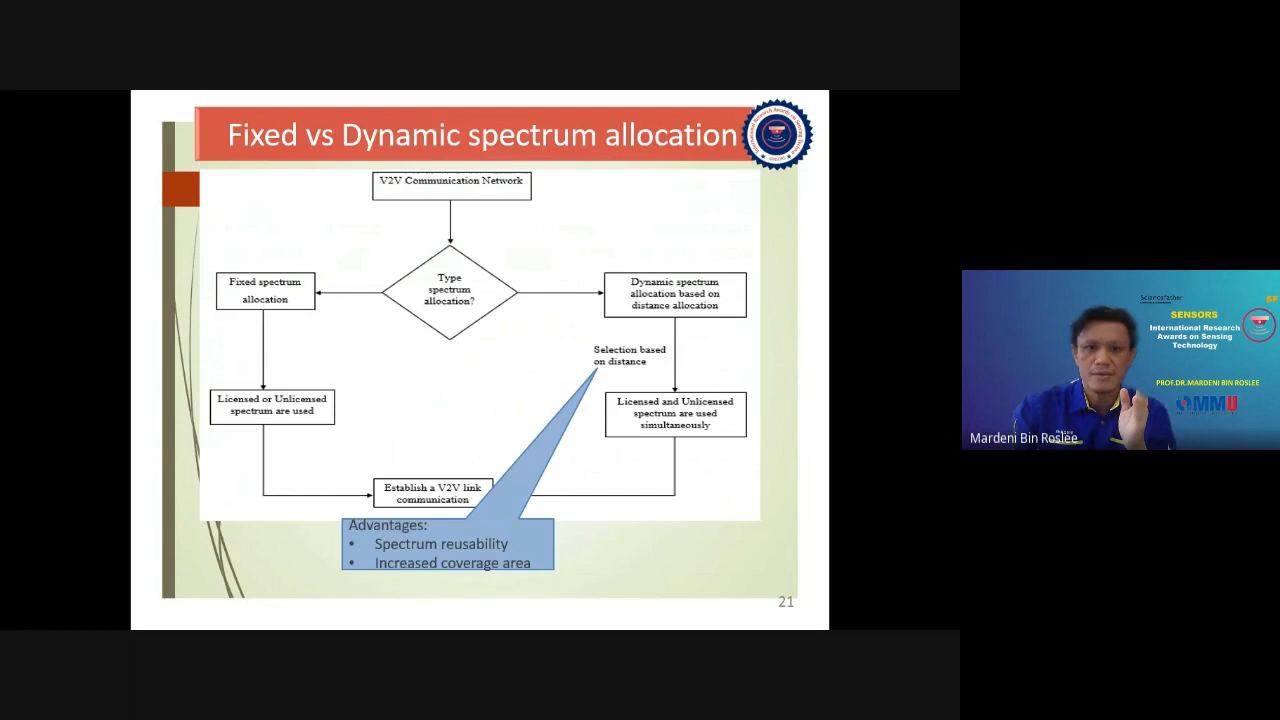 Fixed vs Dynamic spectrum allocation
V2V Communication Network
Type
spectrum
allocation?
Fixed spectrum
allocation
Dynamic spectrum
allocation based on
distance allocation
Selection based
on distance
Licensed or Unlicensed
spectrum are used
Licensed and Unlicensed
spectrum are used
simultaneously
Establish a V2V link
communication
Advantages:
• Spectrum reusability
• Increased coverage area
21
Sciencefather
SF
SENSORS
International Research
Awards on Sensing
Technology
PROF.DR.MARDENI BIN ROSLEE
MMU
Mardeni Bin Roslee